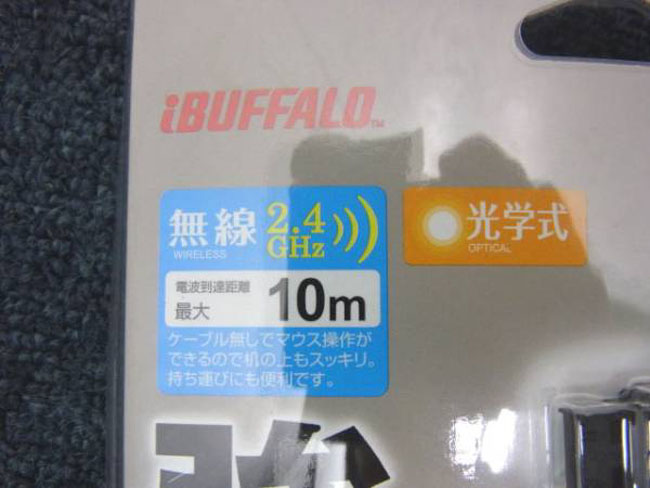 iBUFFALO™
無線 2.4 GHz
WIRELESS
光学式
OPTICAL
電波到達距離
最大 10m
ケーブル無しでマウス操作が
できるので机の上もスッキリ。
持ち運びにも便利です。